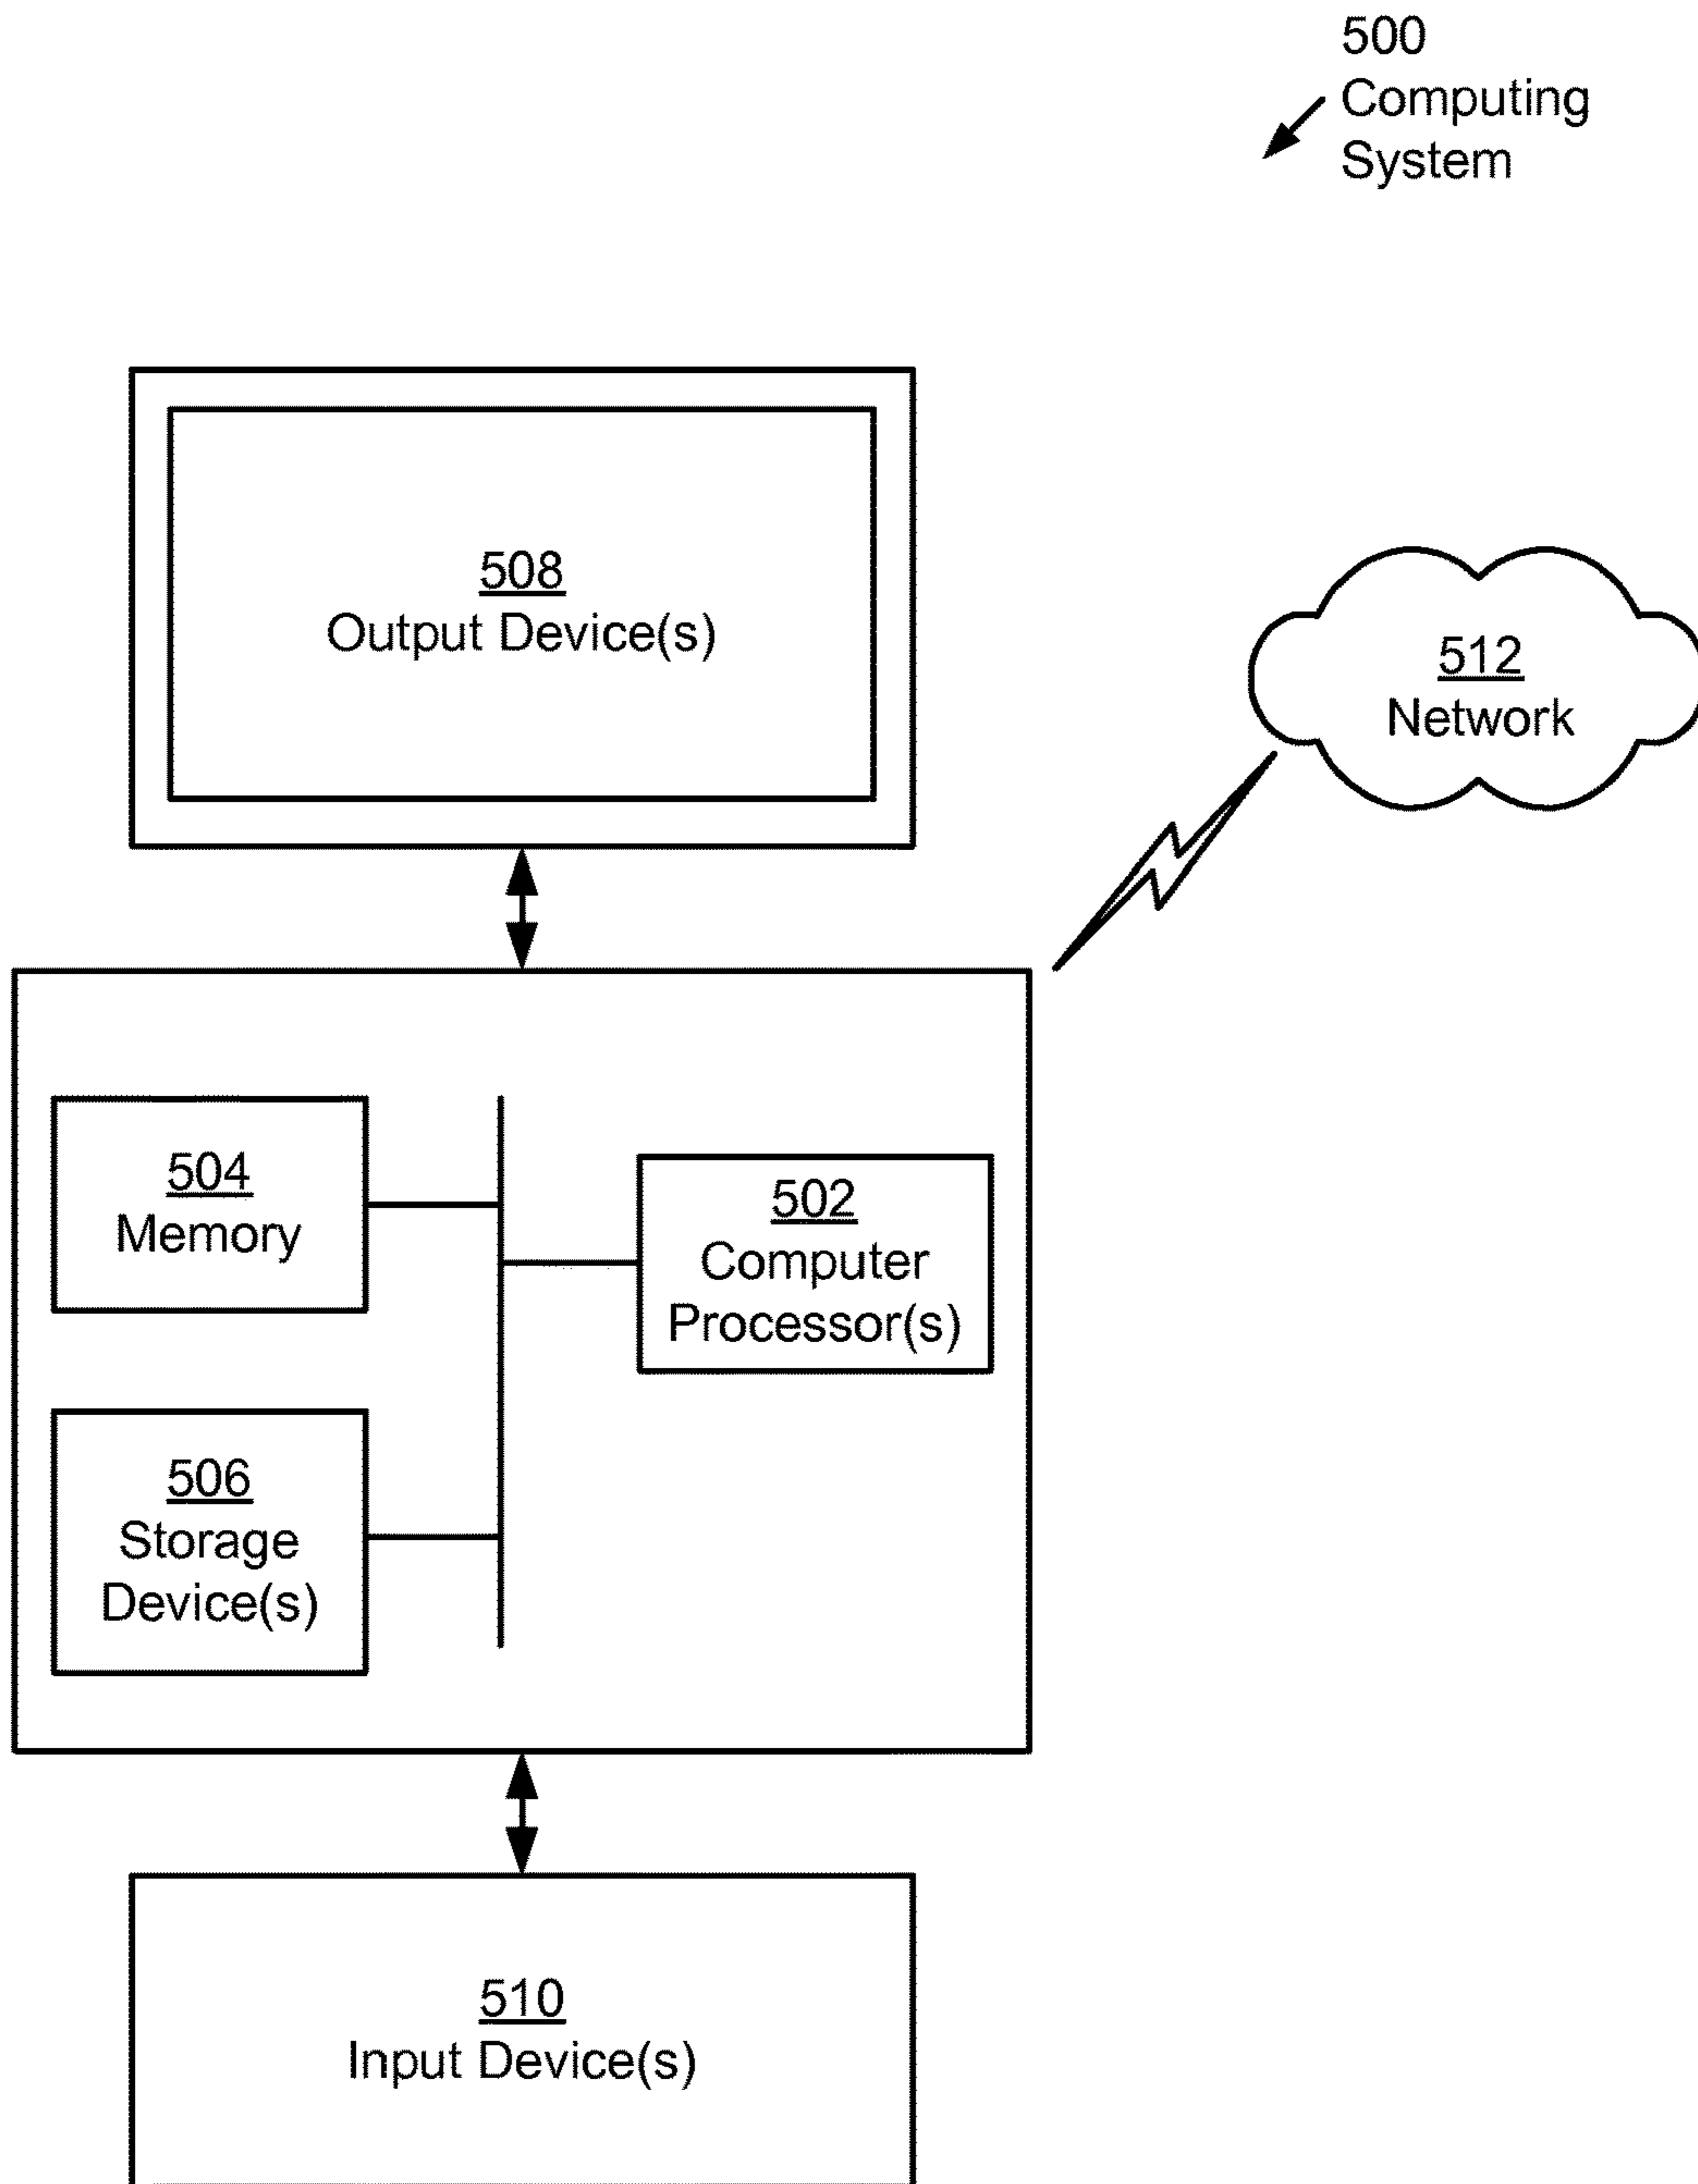 500
Computing
System
508
Output Device(s)
512
Network
504
Memory
502
Computer
Processor(s)
506
Storage
Device(s)
510
Input Device(s)